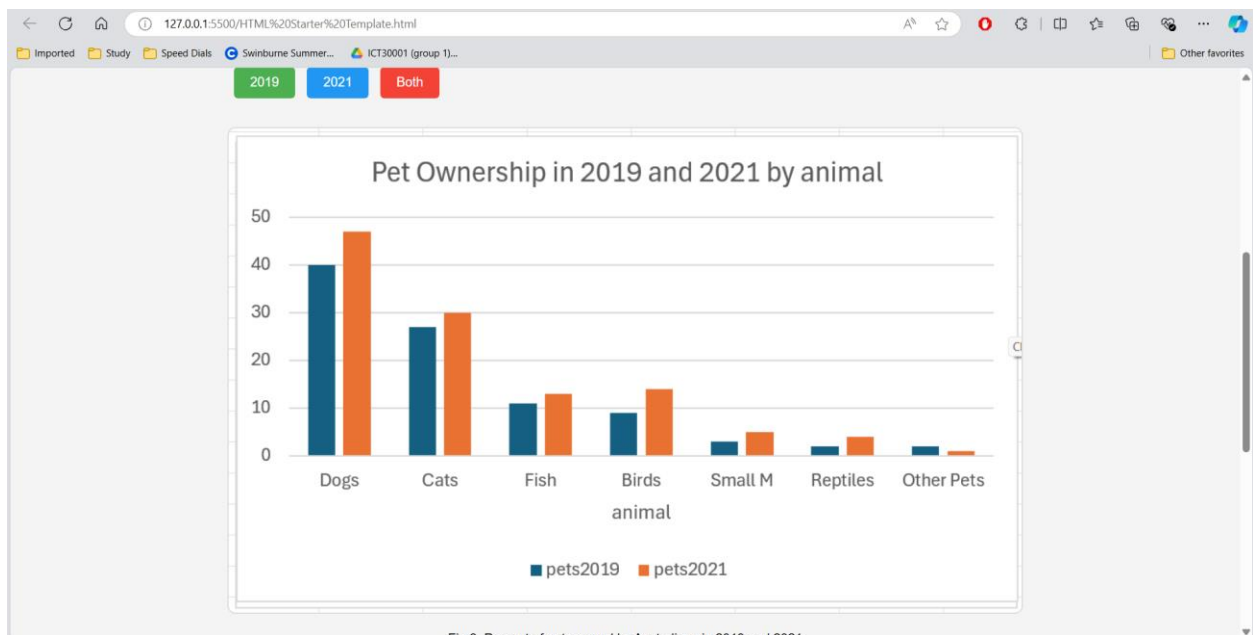 127.0.0.1:5500/HTML%20Starter%20Template.html
Imported Study Speed Dials Swinburne Summer... ICT30001 (group 1)... Other favorites
2019 2021 Both
Pet Ownership in 2019 and 2021 by animal
50
40
30
20
10
0
Dogs Cats Fish Birds Small M Reptiles Other Pets
animal
pets2019 pets2021